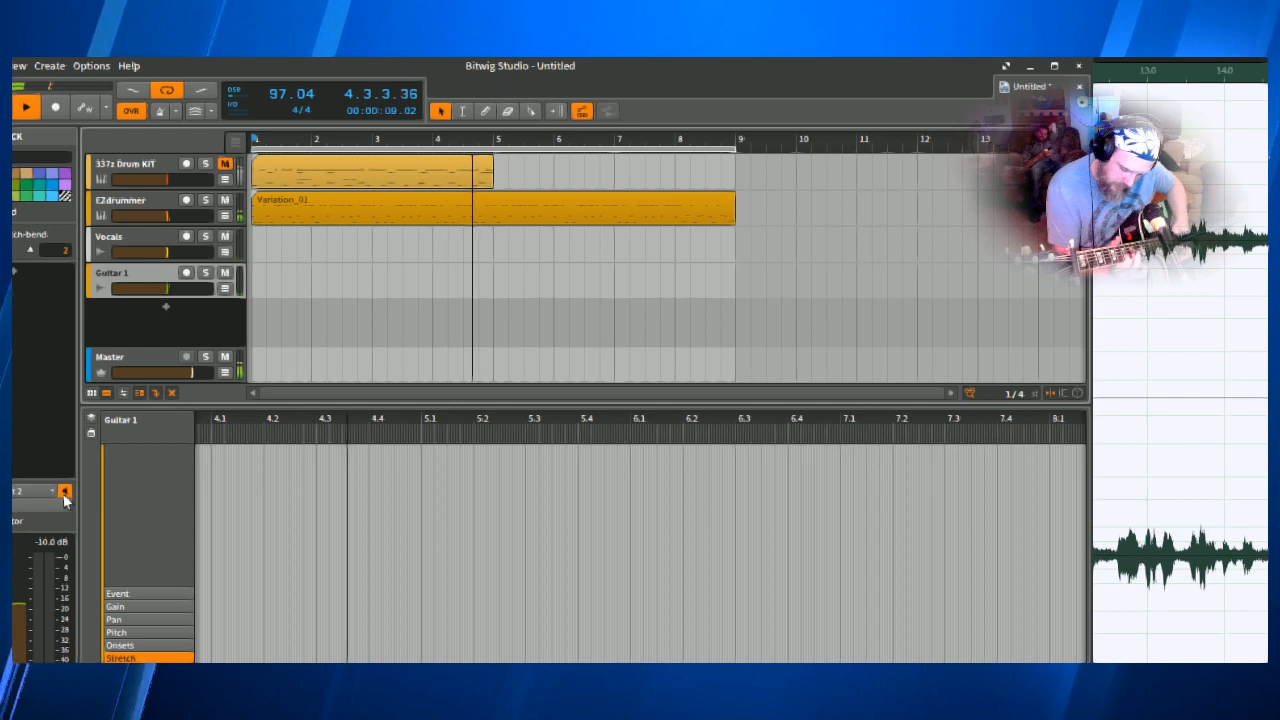 ew Create Options Help
Bitwig Studio - Untitled
13.0 14.0
Untitled *
OVR
DSP
I/O
97.04
4/4
4.3.3.36
00:00:09.02
CK
1 2 3 4 5 6 7 8 9 10 11 12 13
337z Drum KIT S M
EZdrummer S M
Variation_01
Vocals S M
Guitar 1 S M
Master S M
d
ch-bend:
2
1/4
Guitar 1
4.1 4.2 4.3 4.4 5.1 5.2 5.3 5.4 6.1 6.2 6.3 6.4 7.1 7.2 7.3 7.4 8.1
t 2
tor
-10.0 dB
0
4
8
12
16
20
24
28
32
36
40
Event
Gain
Pan
Pitch
Onsets
Stretch